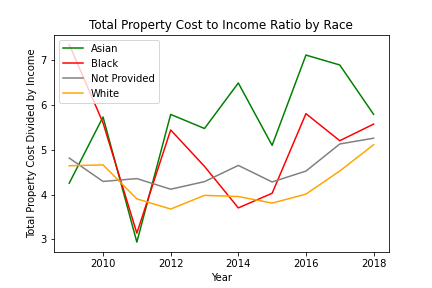 Total Property Cost to Income Ratio by Race
Asian
Black
Not Provided
White
Total Property Cost Divided by Income
7
6
5
4
3
2010
2012
2014
2016
2018
Year